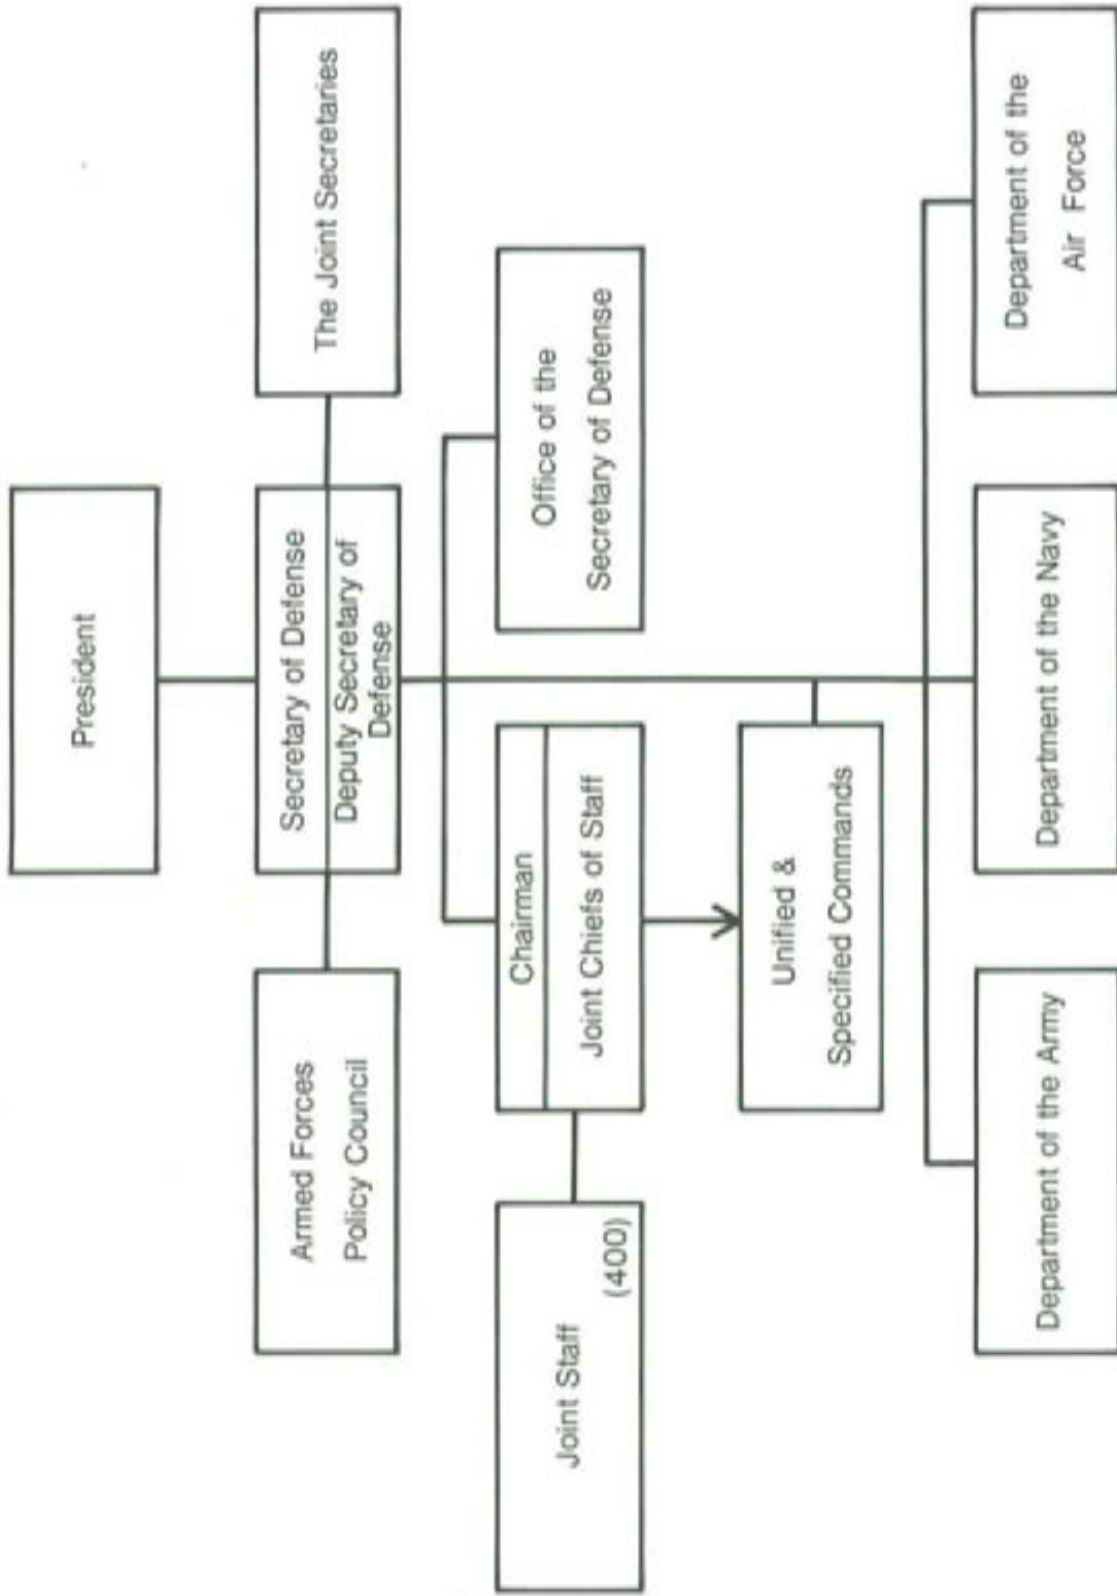 President
Armed Forces
Policy Council
Secretary of Defense
Deputy Secretary of
Defense
The Joint Secretaries
Joint Staff
(400)
Chairman
Joint Chiefs of Staff
Office of the
Secretary of Defense
Unified &
Specified Commands
Department of the Army
Department of the Navy
Department of the
Air Force